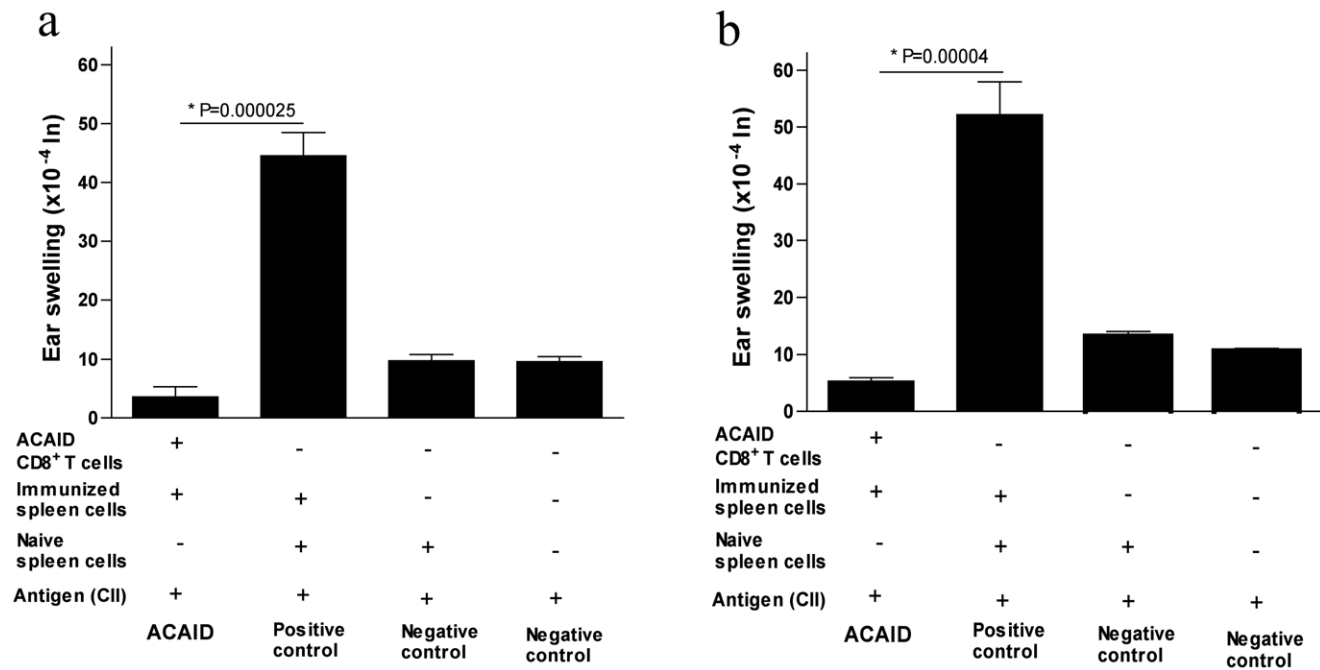 a
Ear swelling (x10⁻⁴ In)
60
50
40
30
20
10
0
* P=0.000025
ACAID + - - -
CD8⁺ T cells
Immunized + + - -
spleen cells
Naive - + + -
spleen cells
Antigen (CII) + + + +
ACAID Positive Negative Negative
control control control
b
Ear swelling (x10⁻⁴ In)
60
50
40
30
20
10
0
* P=0.00004
ACAID + - - -
CD8⁺ T cells
Immunized + + - -
spleen cells
Naive - + + -
spleen cells
Antigen (CII) + + + +
ACAID Positive Negative Negative
control control control